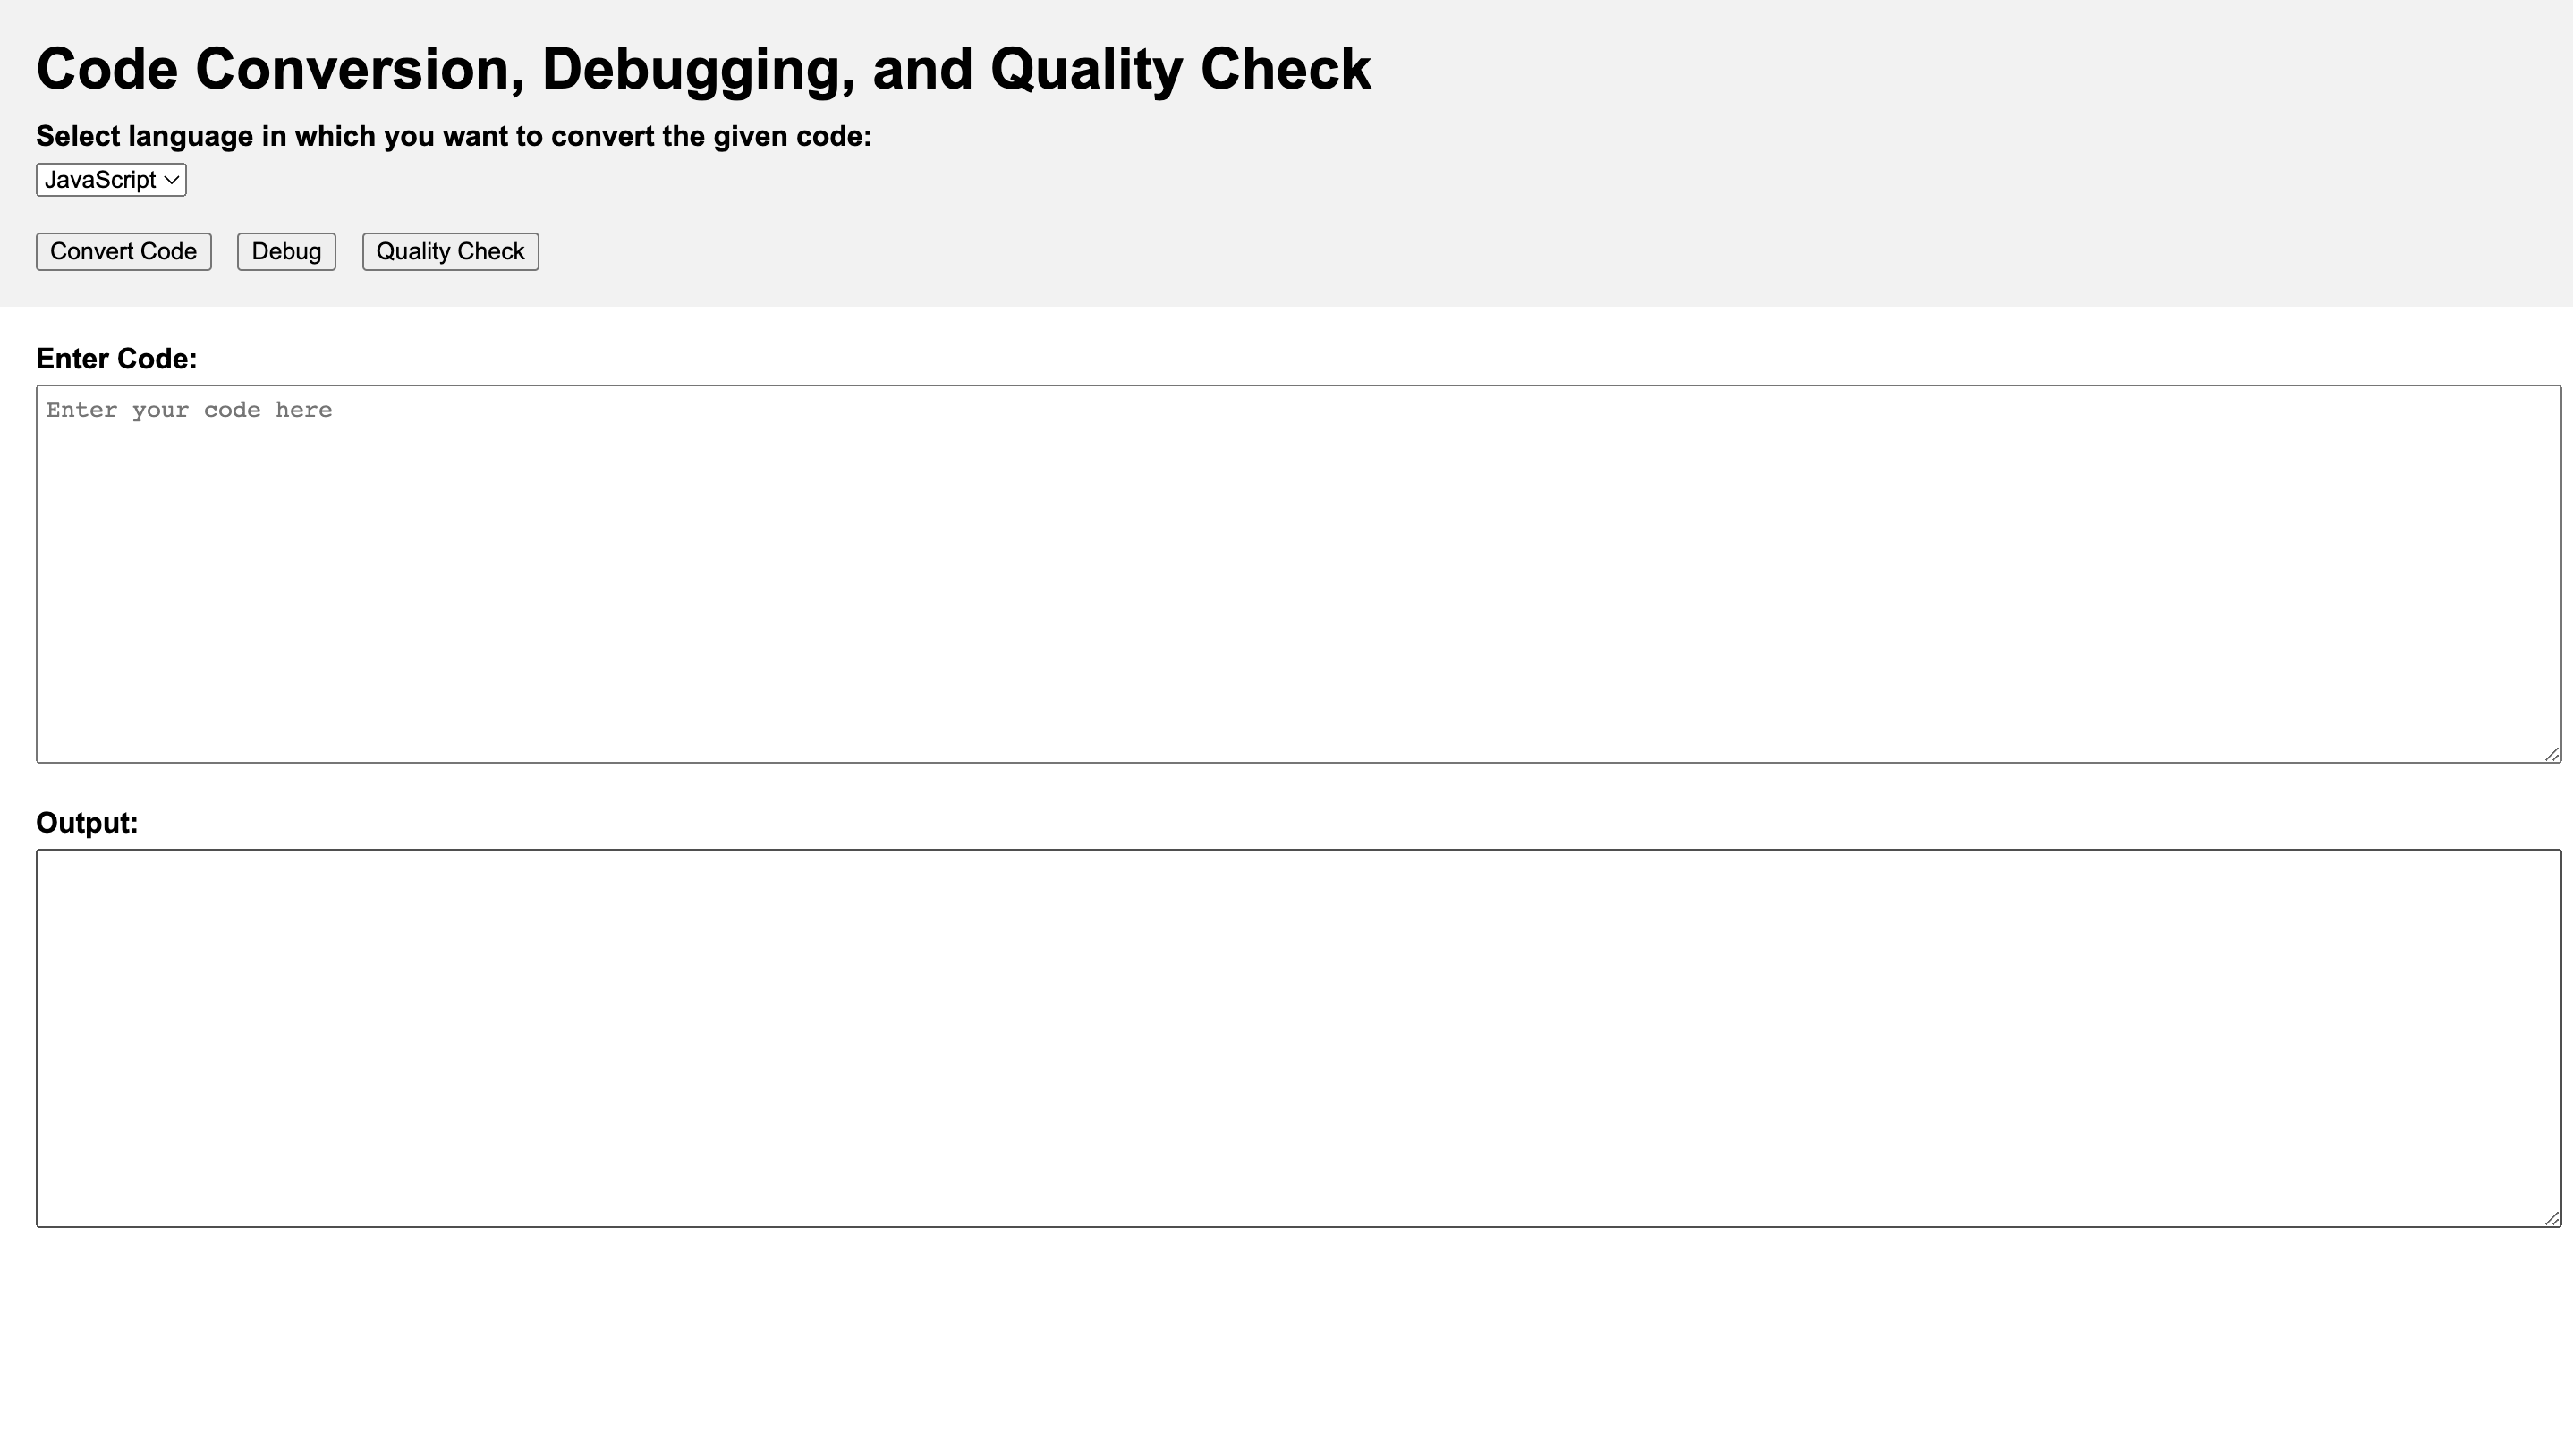 Code Conversion, Debugging, and Quality Check
Select language in which you want to convert the given code:
JavaScript
Convert Code Debug Quality Check
Enter Code:
Enter your code here
Output: